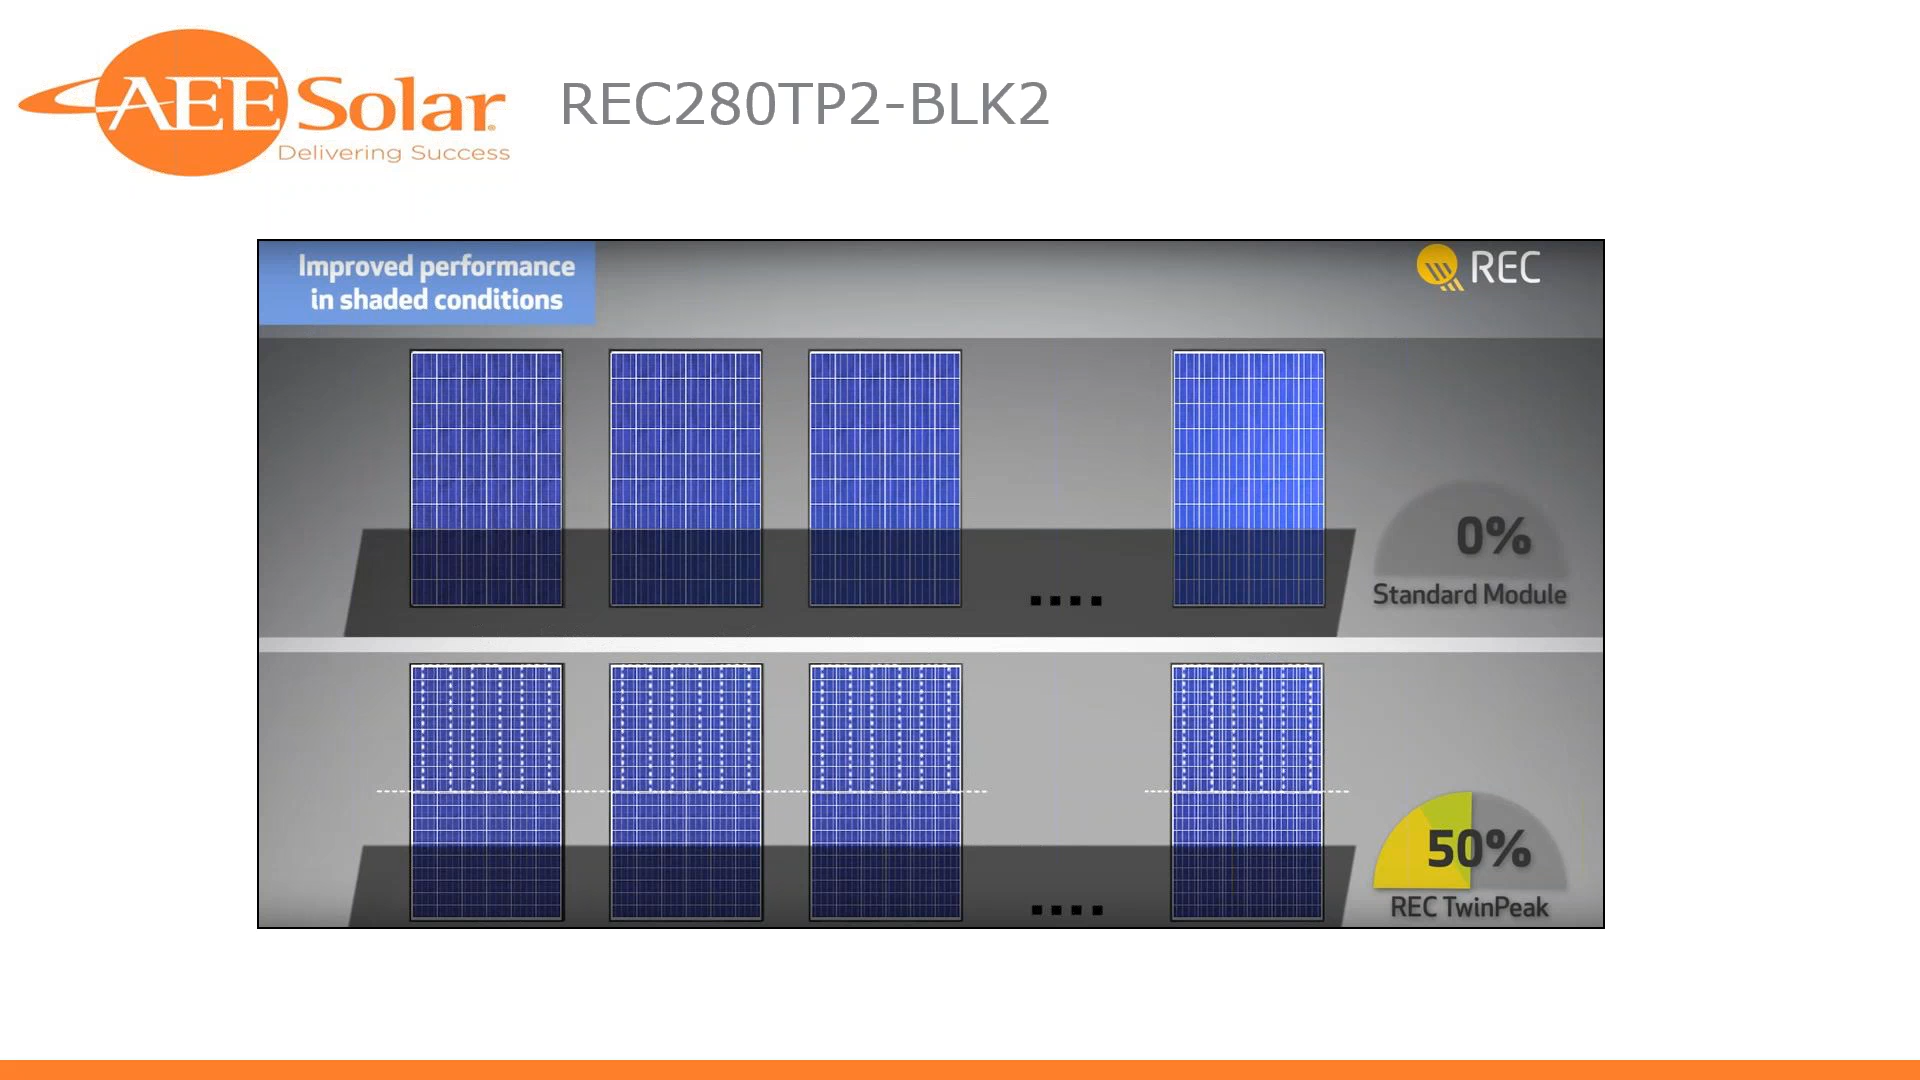 AEE Solar
Delivering Success
REC280TP2-BLK2
Improved performance
in shaded conditions
REC
0%
Standard Module
50%
REC TwinPeak